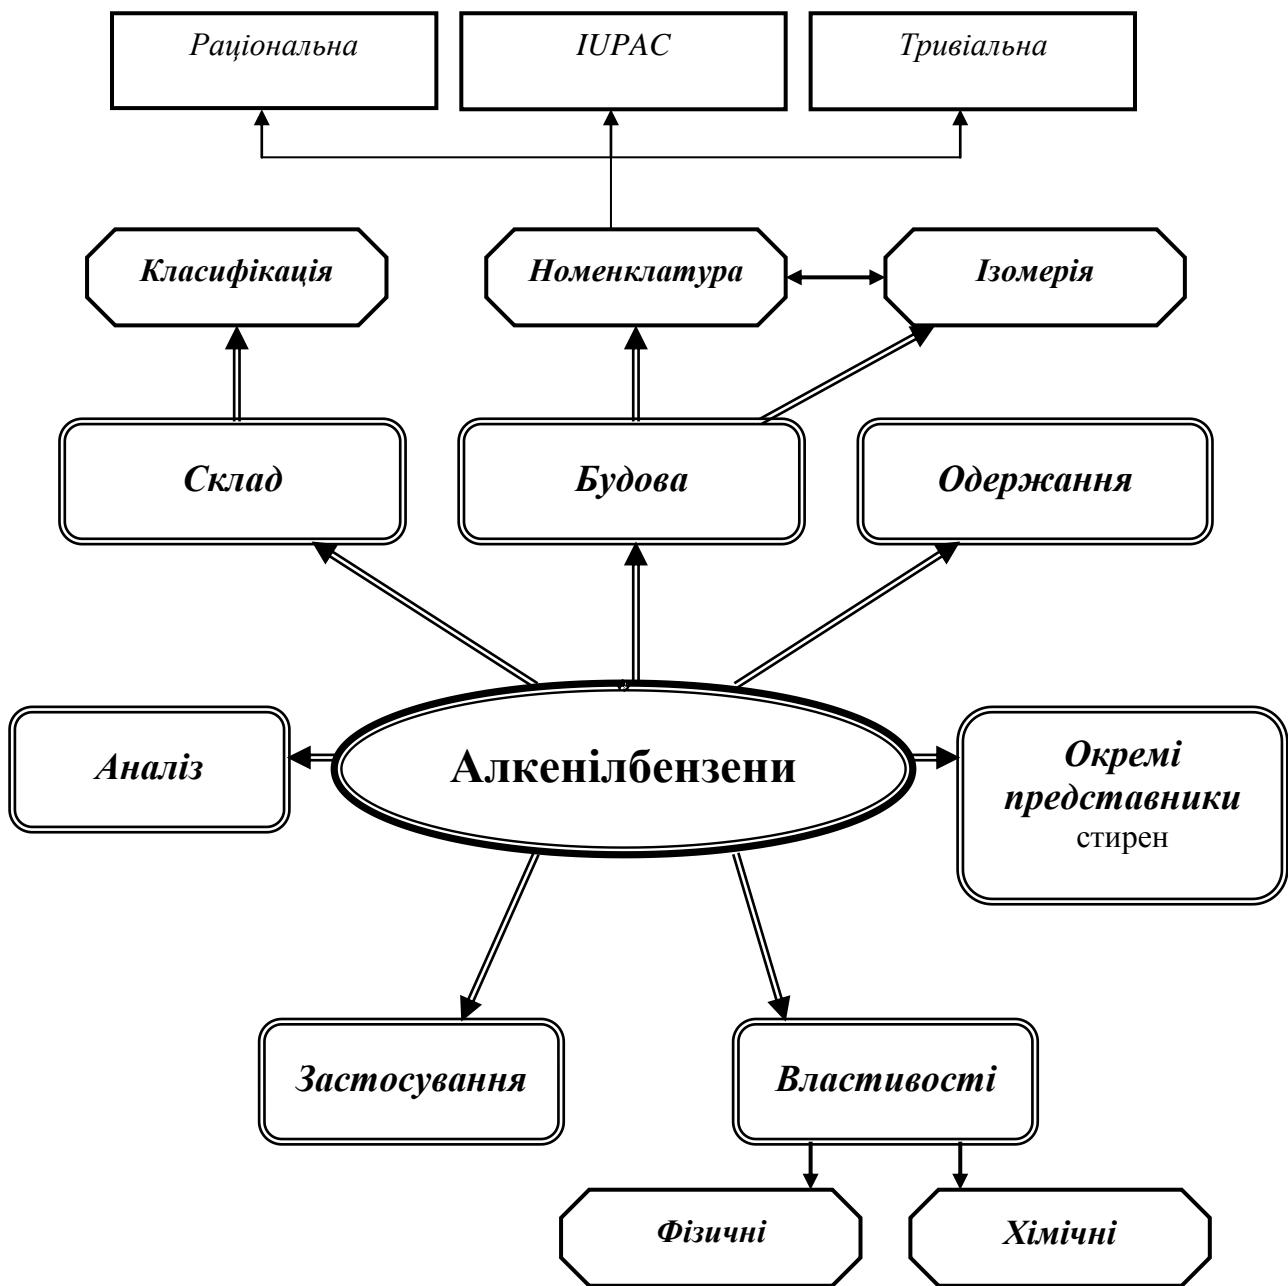 Раціональна
IUPAC
Тривіальна
Класифікація
Номенклатура
Ізомерія
Склад
Будова
Одержання
Аналіз
Алкенілбензени
Окремі
представники
стирен
Застосування
Властивості
Фізичні
Хімічні